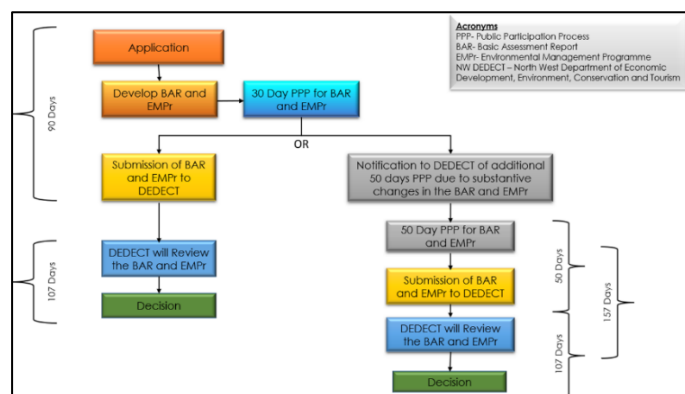 Acronyms
PPP- Public Participation Process
BAR- Basic Assessment Report
EMPr- Environmental Management Programme
NW DEDECT – North West Department of Economic
Development, Environment, Conservation and Tourism
Application
Develop BAR and
EMPr
30 Day PPP for BAR
and EMPr
90 Days
OR
Submission of BAR
and EMPr to
DEDECT
Notification to DEDECT of additional
50 days PPP due to substantive
changes in the BAR and EMPr
50 Day PPP for BAR
and EMPr
DEDECT will Review
the BAR and EMPr
107 Days
Decision
Submission of BAR
and EMPr to DEDECT
50 Days
157 Days
DEDECT will Review
the BAR and EMPr
107 Days
Decision